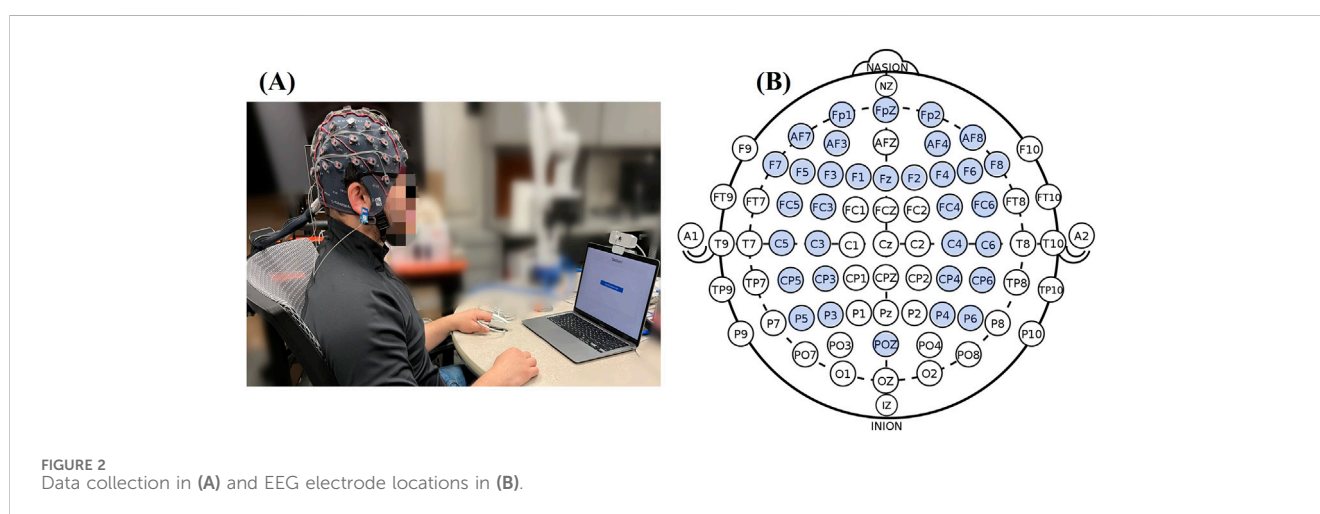 (A)
(B)
NASION
NZ
Fp1 FpZ Fp2
AF7 AF3 AFZ AF4 AF8
F9 F7 F5 F3 F1 Fz F2 F4 F6 F8 F10
FT9 FT7 FC5 FC3 FC1 FCZ FC2 FC4 FC6 FT8 FT10
A1 T9 T7 C5 C3 C1 Cz C2 C4 C6 T8 T10 A2
TP9 TP7 CP5 CP3 CP1 CPZ CP2 CP4 CP6 TP8 TP10
P9 P7 P5 P3 P1 Pz P2 P4 P6 P8 P10
PO7 PO3 POZ PO4 PO8
O1 OZ O2
IZ
INION
FIGURE 2
Data collection in (A) and EEG electrode locations in (B).